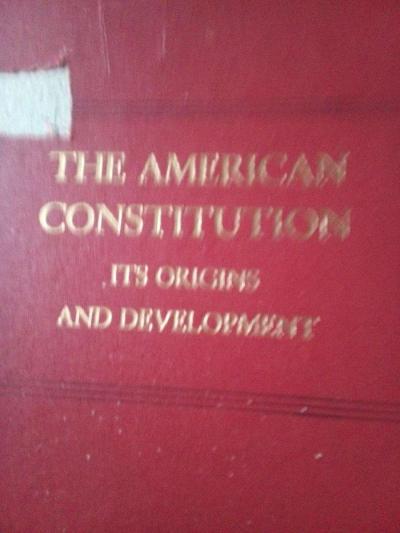 THE AMERICAN
CONSTITUTION
ITS ORIGINS
AND DEVELOPMENT